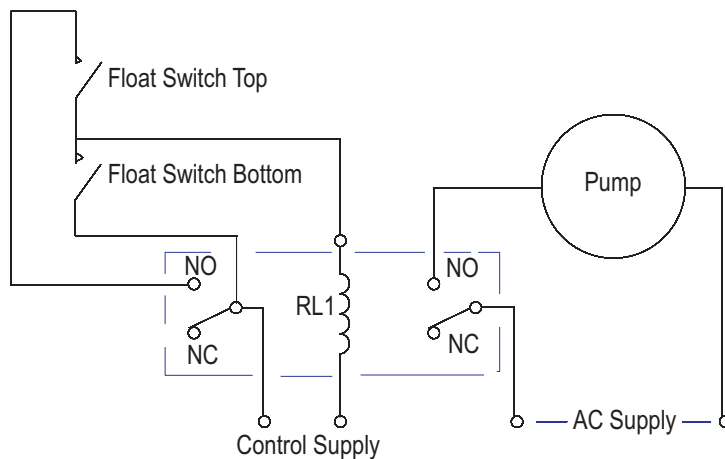 Float Switch Top
Float Switch Bottom
Pump
NO
NO
RL1
NC
NC
AC Supply
Control Supply